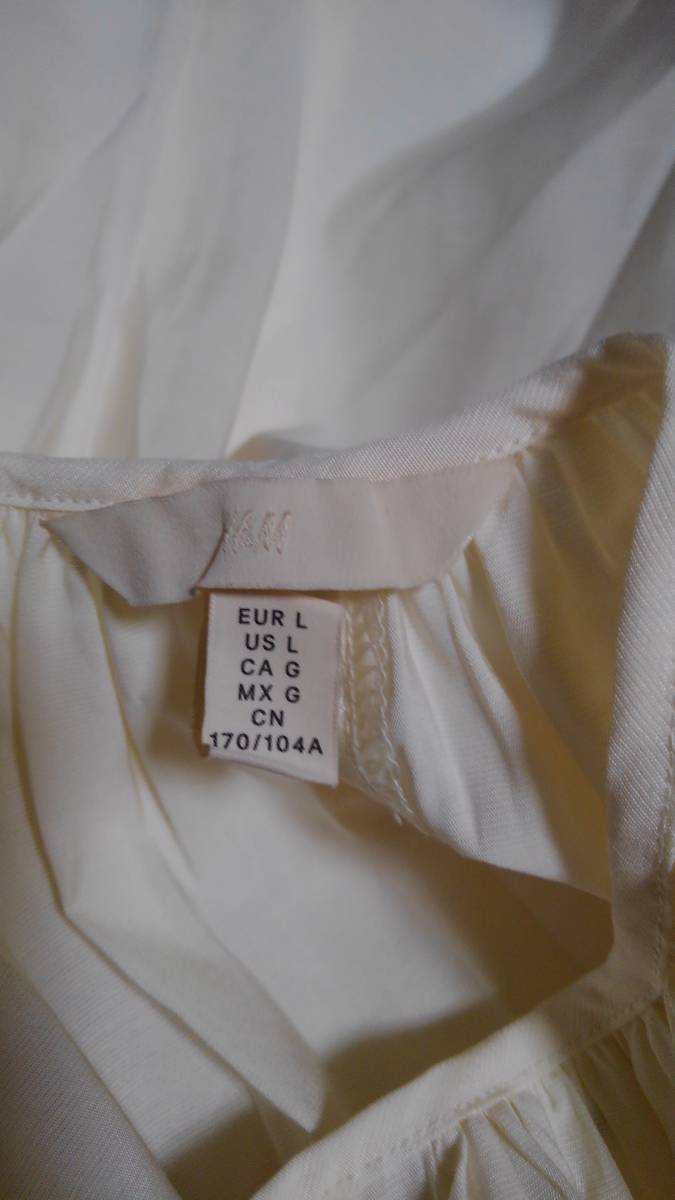 H&M
EUR L
US L
CA G
MX G
CN
170/104A